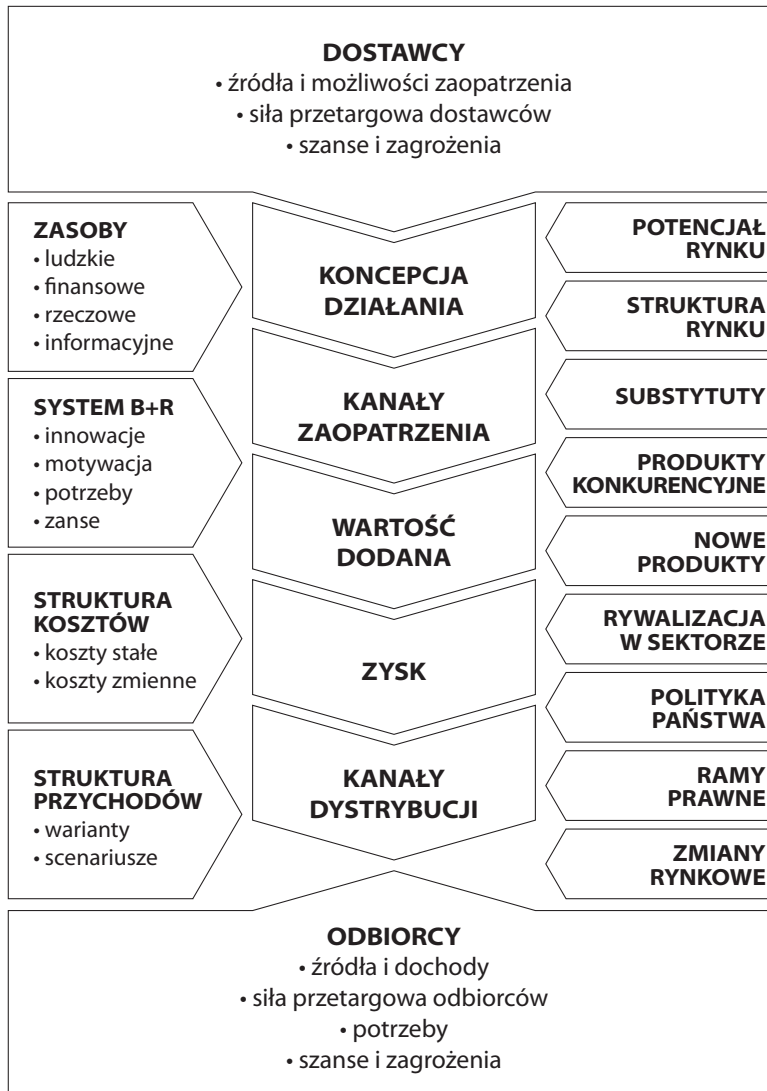 DOSTAWCY
• źródła i możliwości zaopatrzenia
• siła przetargowa dostawców
• szanse i zagrożenia
ZASOBY
• ludzkie
• finansowe
• rzeczowe
• informacyjne
SYSTEM B+R
• innowacje
• motywacja
• potrzeby
• zanse
STRUKTURA
KOSZTÓW
• koszty stałe
• koszty zmienne
STRUKTURA
PRZYCHODÓW
• warianty
• scenariusze
KONCEPCJA
DZIAŁANIA
KANAŁY
ZAOPATRZENIA
WARTOŚĆ
DODANA
ZYSK
KANAŁY
DYSTRYBUCJI
POTENCJAŁ
RYNKU
STRUKTURA
RYNKU
SUBSTYTUTY
PRODUKTY
KONKURENCYJNE
NOWE
PRODUKTY
RYWALIZACJA
W SEKTORZE
POLITYKA
PAŃSTWA
RAMY
PRAWNE
ZMIANY
RYNKOWE
ODBIORCY
• źródła i dochody
• siła przetargowa odbiorców
• potrzeby
• szanse i zagrożenia